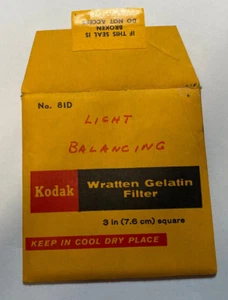 IF THIS SEAL IS
BROKEN
DO NOT ACCEPT
No. 81D
LIGHT
BALANCING
Kodak
Wratten Gelatin
Filter
3 in (7.6 cm) square
KEEP IN COOL DRY PLACE